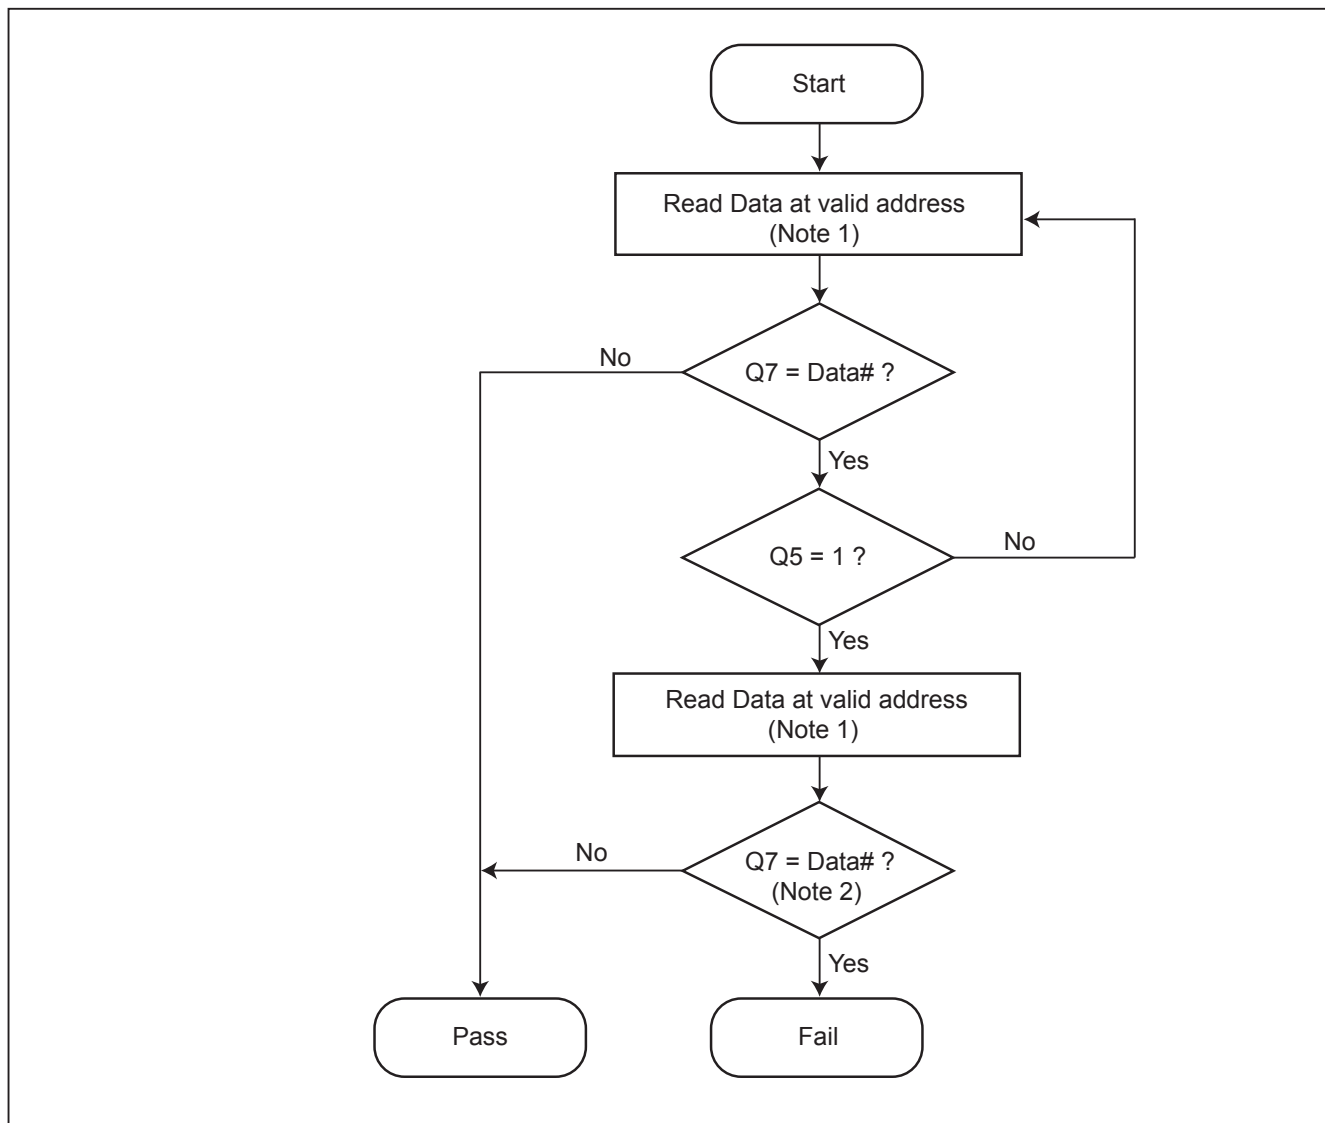 Start
Read Data at valid address
(Note 1)
No
Q7 = Data# ?
Yes
Q5 = 1 ?
No
Yes
Read Data at valid address
(Note 1)
No
Q7 = Data# ?
(Note 2)
Yes
Pass
Fail